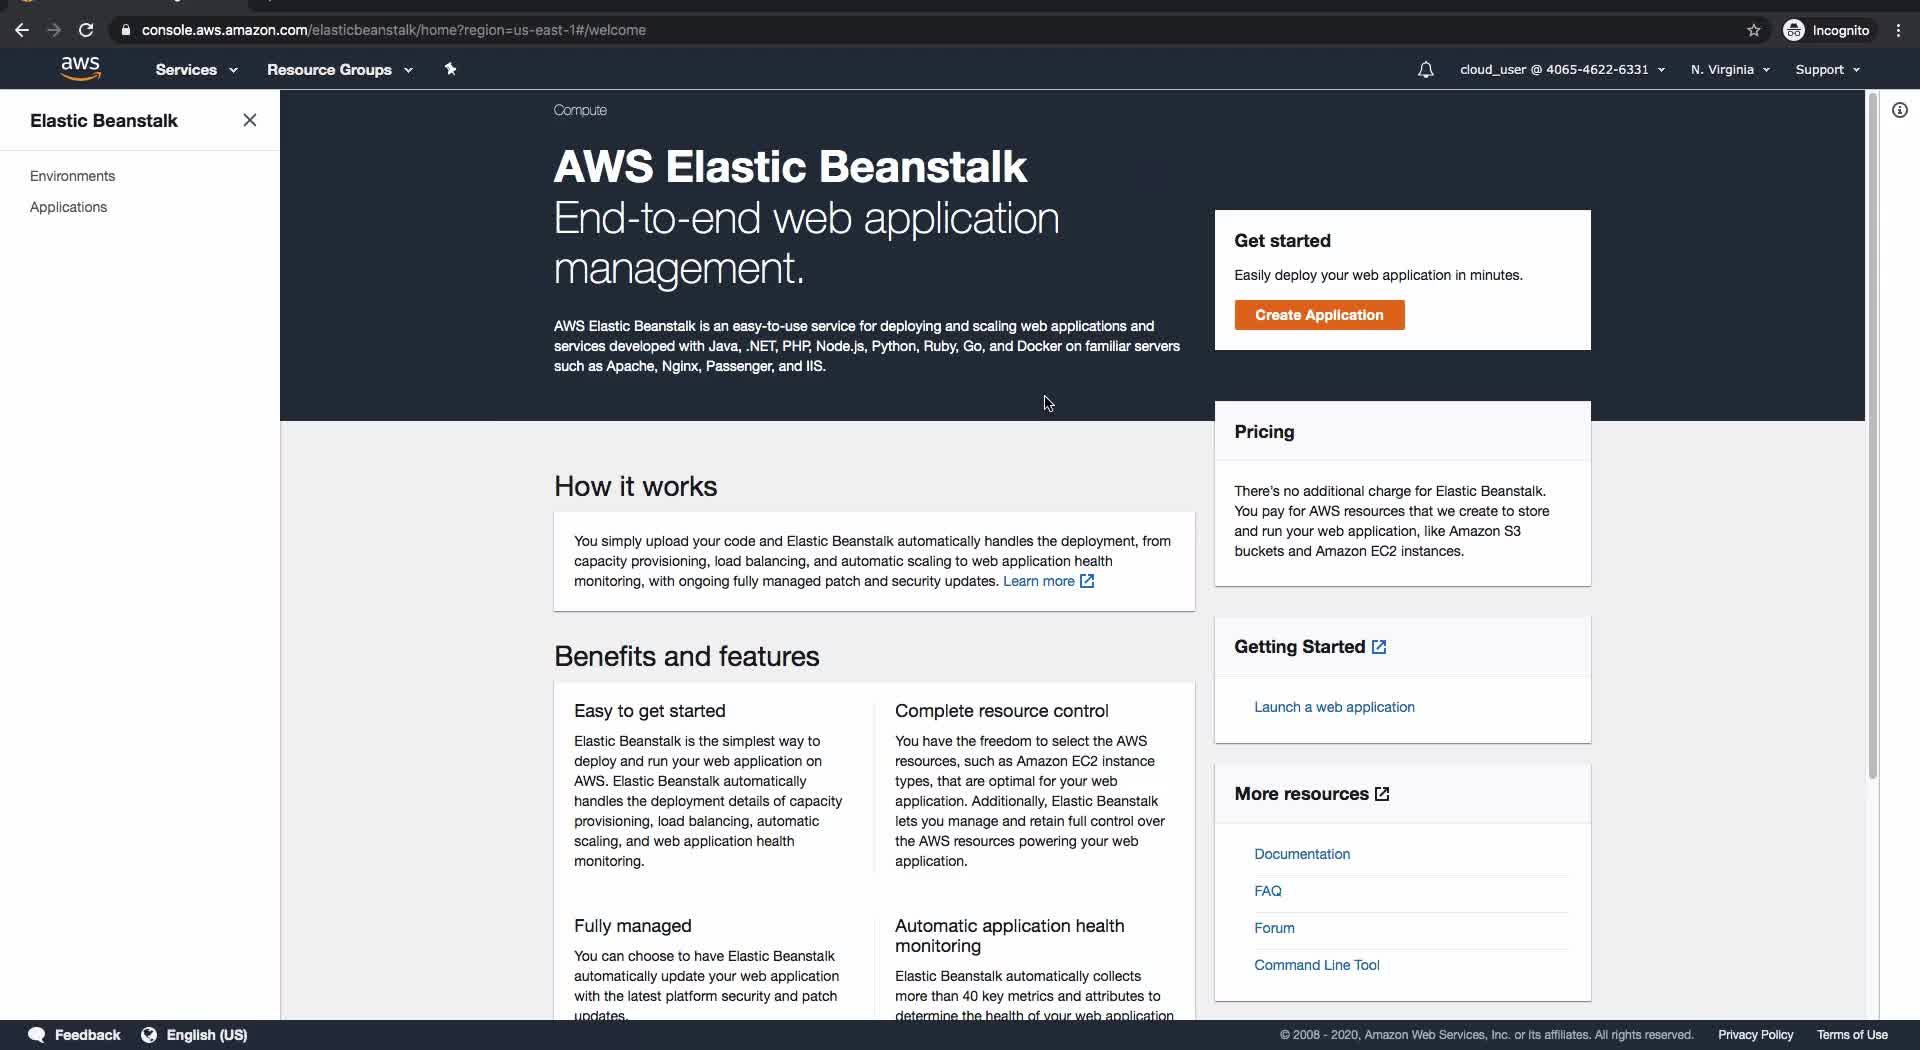 console.aws.amazon.com/elasticbeanstalk/home?region=us-east-1#/welcome
Incognito
aws
Services
Resource Groups
cloud_user @ 4065-4622-6331
N. Virginia
Support
Elastic Beanstalk
Environments
Applications
Compute
AWS Elastic Beanstalk
End-to-end web application
management.
AWS Elastic Beanstalk is an easy-to-use service for deploying and scaling web applications and
services developed with Java, .NET, PHP, Node.js, Python, Ruby, Go, and Docker on familiar servers
such as Apache, Nginx, Passenger, and IIS.
Get started
Easily deploy your web application in minutes.
Create Application
How it works
You simply upload your code and Elastic Beanstalk automatically handles the deployment, from
capacity provisioning, load balancing, and automatic scaling to web application health
monitoring, with ongoing fully managed patch and security updates. Learn more
Benefits and features
Easy to get started
Elastic Beanstalk is the simplest way to
deploy and run your web application on
AWS. Elastic Beanstalk automatically
handles the deployment details of capacity
provisioning, load balancing, automatic
scaling, and web application health
monitoring.
Complete resource control
You have the freedom to select the AWS
resources, such as Amazon EC2 instance
types, that are optimal for your web
application. Additionally, Elastic Beanstalk
lets you manage and retain full control over
the AWS resources powering your web
application.
Fully managed
You can choose to have Elastic Beanstalk
automatically update your web application
with the latest platform security and patch
updates.
Automatic application health
monitoring
Elastic Beanstalk automatically collects
more than 40 key metrics and attributes to
determine the health of your web application
Pricing
There's no additional charge for Elastic Beanstalk.
You pay for AWS resources that we create to store
and run your web application, like Amazon S3
buckets and Amazon EC2 instances.
Getting Started
Launch a web application
More resources
Documentation
FAQ
Forum
Command Line Tool
Feedback
English (US)
© 2008 - 2020, Amazon Web Services, Inc. or its affiliates. All rights reserved.
Privacy Policy
Terms of Use